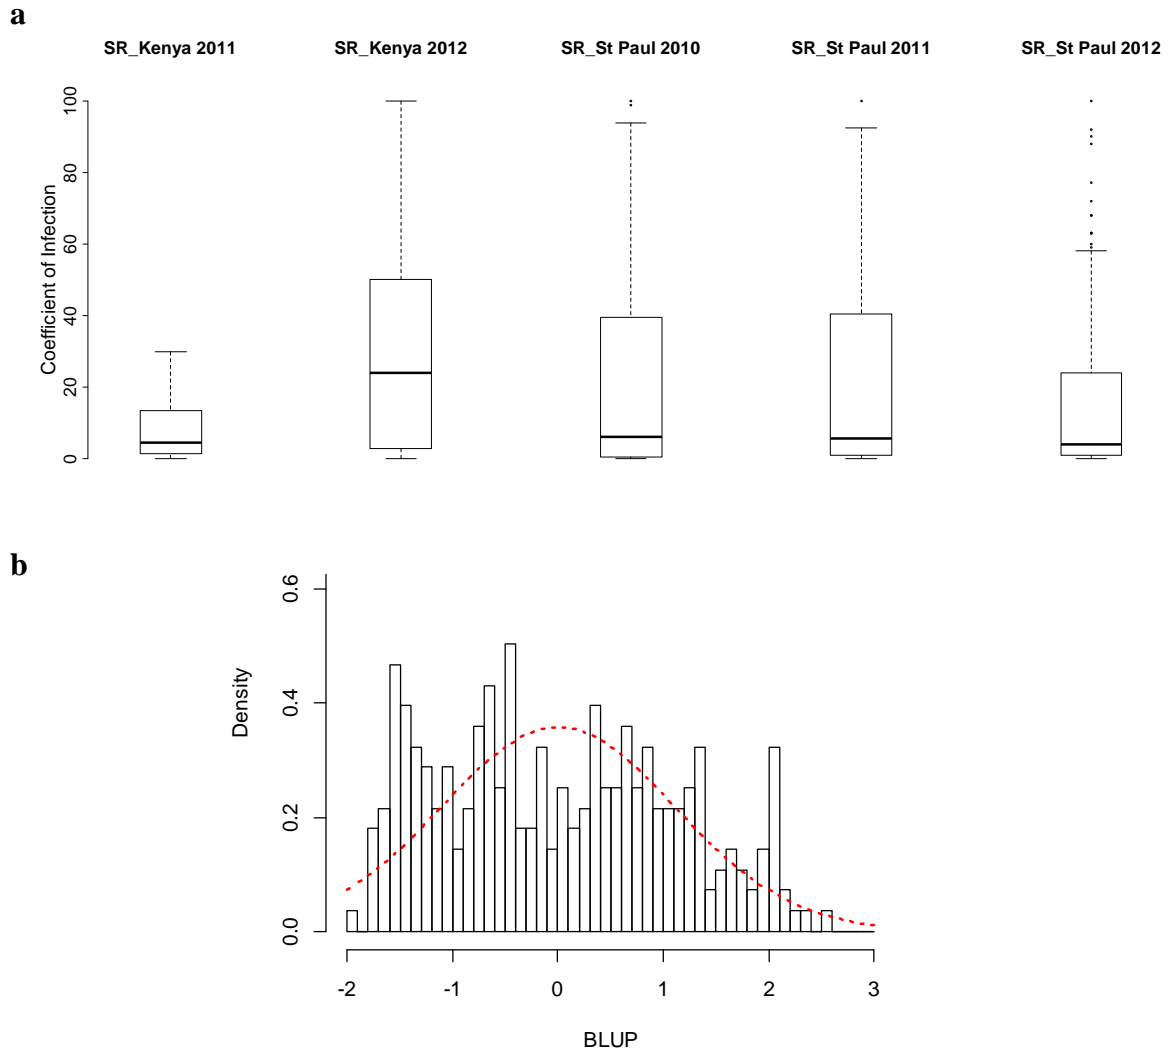 a
SR_Kenya 2011 SR_Kenya 2012 SR_St Paul 2010 SR_St Paul 2011 SR_St Paul 2012
Coefficient of Infection
100
80
60
40
20
0
b
Density
0.6
0.4
0.2
0.0
-2 -1 0 1 2 3
BLUP